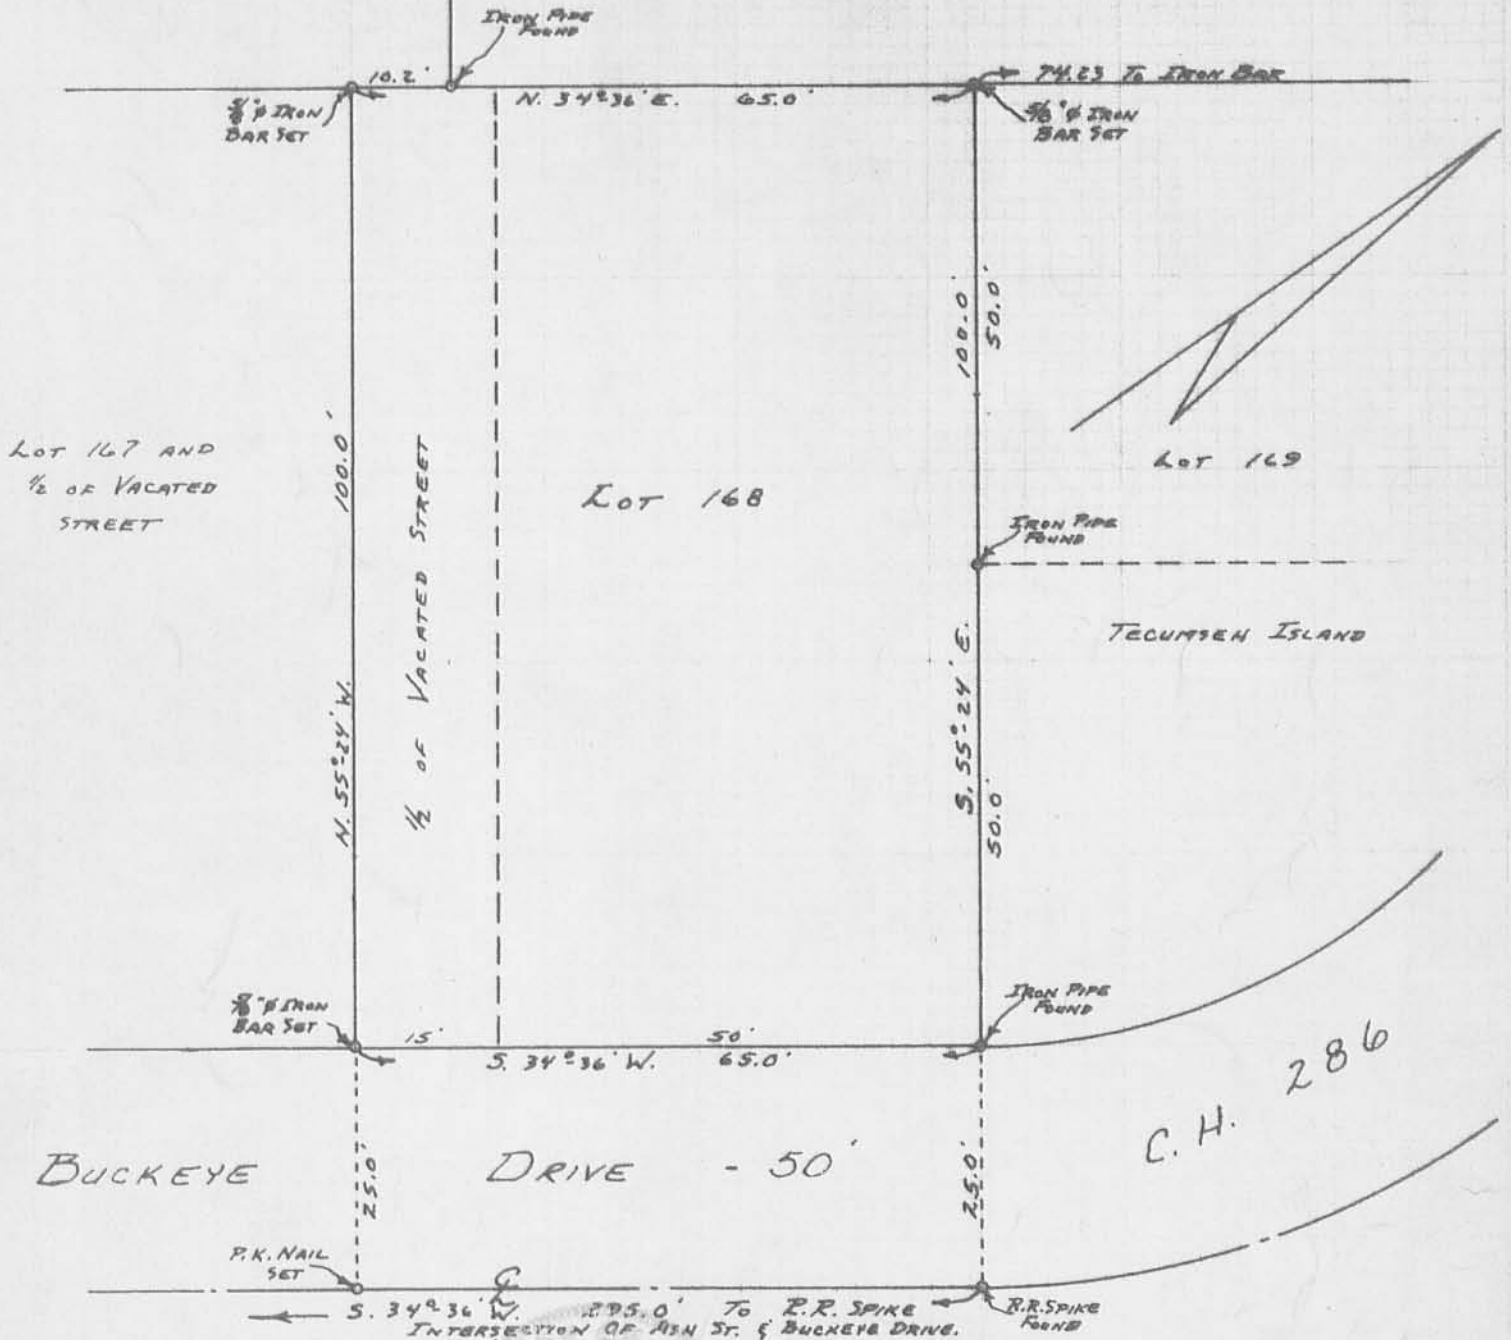 IRON PIPE
FOUND
10.2'
74.23 To IRON BAR
5/8" ø IRON
BAR SET
N. 34°36' E. 65.0'
5/8" ø IRON
BAR SET
100.0'
50.0'
LOT 167 AND
1/2 OF VACATED
STREET
N. 55°-24' W. 100.0'
1/2 OF VACATED STREET
LOT 168
LOT 169
IRON PIPE
FOUND
TECUMSEH ISLAND
S. 55°-24' E.
50.0'
5/8" ø IRON
BAR SET
IRON PIPE
FOUND
15' 50'
S. 34°-36' W. 65.0'
C.H. 286
BUCKEYE DRIVE - 50'
25.0'
25.0'
P.K. NAIL
SET
℄
S. 34°-36' W. 295.0' To R.R. SPIKE
INTERSECTION OF ASH ST. & BUCKEYE DRIVE.
R.R. SPIKE
FOUND